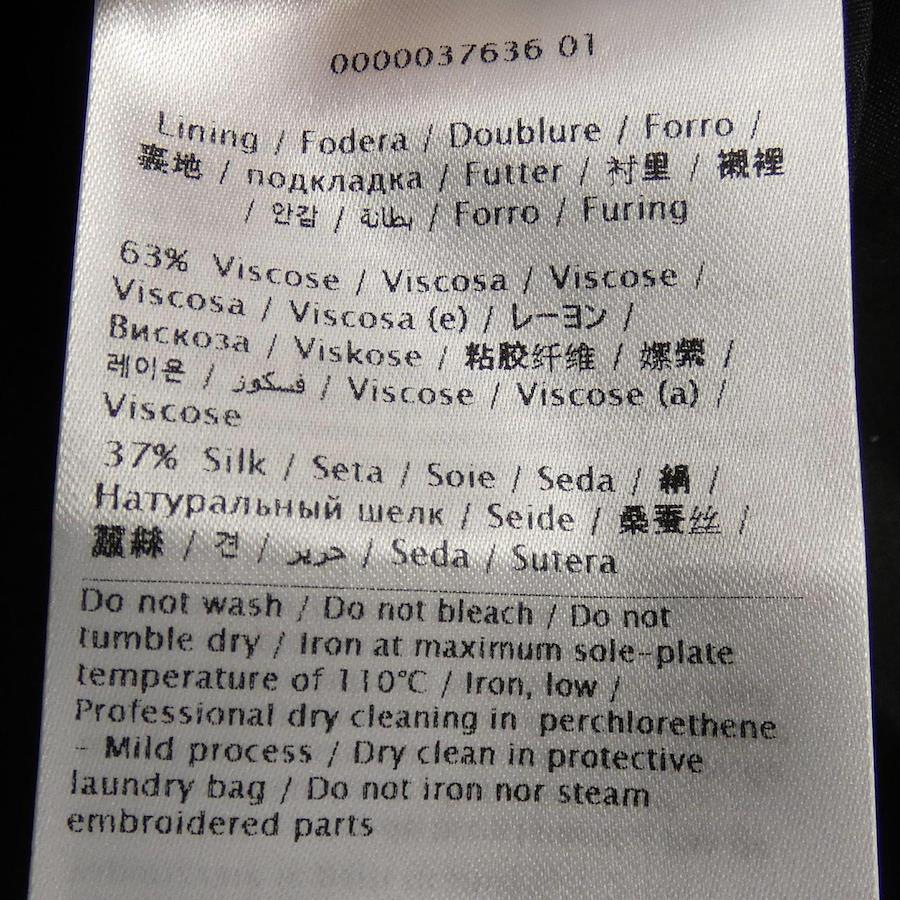 0000037636 01
Lining / Fodera / Doublure / Forro /
裏地 / подкладка / Futter / 衬里 / 襯裡
/ 안감 / بطانة / Forro / Furing
63% Viscose / Viscosa / Viscose /
Viscosa / Viscosa (e) / レーヨン /
Вискоза / Viskose / 粘胶纤维 / 嫘縈 /
레이온 / فسكوز / Viscose / Viscose (a) /
Viscose
37% Silk / Seta / Soie / Seda / 絹 /
Натуральный шелк / Seide / 桑蚕丝 /
蠶絲 / 견 / حرير / Seda / Sutera
Do not wash / Do not bleach / Do not
tumble dry / Iron at maximum sole-plate
temperature of 110°C / Iron, low /
Professional dry cleaning in perchlorethene
- Mild process / Dry clean in protective
laundry bag / Do not iron nor steam
embroidered parts